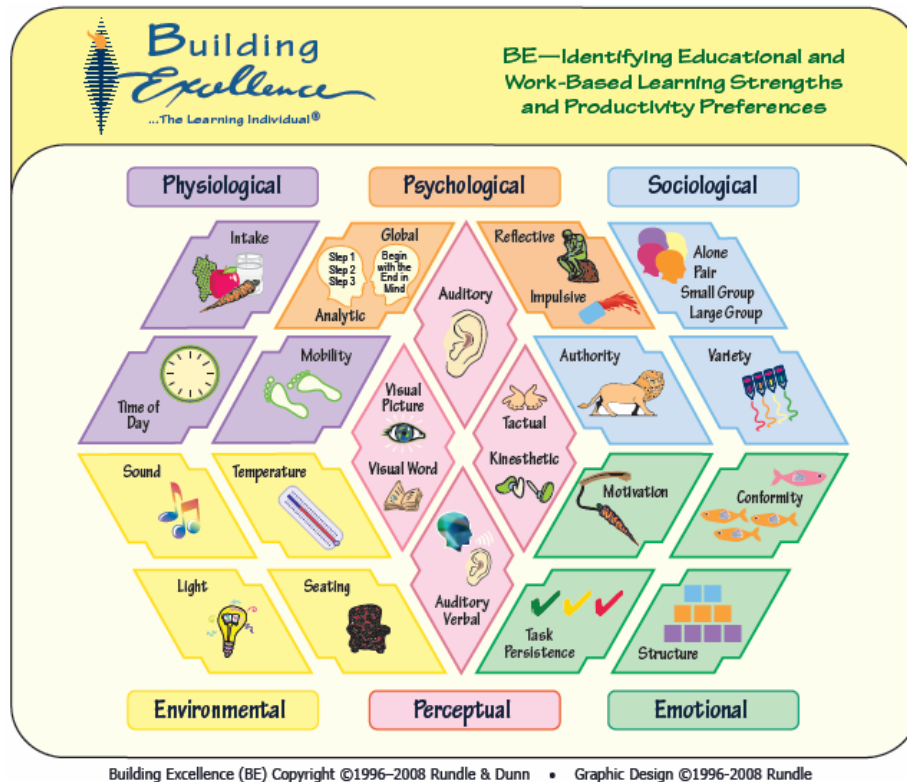 Building
Excellence
...The Learning Individual®
BE—Identifying Educational and
Work-Based Learning Strengths
and Productivity Preferences
Physiological
Psychological
Sociological
Intake
Global
Step 1
Step 2
Step 3
Begin
with the
End in
Mind
Analytic
Auditory
Reflective
Impulsive
Alone
Pair
Small Group
Large Group
Time of
Day
Mobility
Visual
Picture
Visual Word
Tactual
Kinesthetic
Authority
Variety
Sound
Temperature
Motivation
Conformity
Light
Seating
Auditory
Verbal
Task
Persistence
Structure
Environmental
Perceptual
Emotional
Building Excellence (BE) Copyright ©1996–2008 Rundle & Dunn • Graphic Design ©1996-2008 Rundle